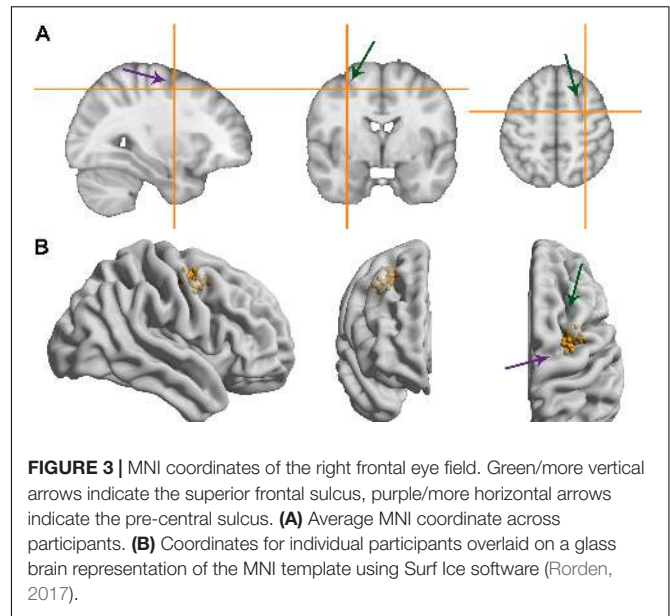 A
B
FIGURE 3 | MNI coordinates of the right frontal eye field. Green/more vertical
arrows indicate the superior frontal sulcus, purple/more horizontal arrows
indicate the pre-central sulcus. (A) Average MNI coordinate across
participants. (B) Coordinates for individual participants overlaid on a glass
brain representation of the MNI template using Surf Ice software (Rorden,
2017).